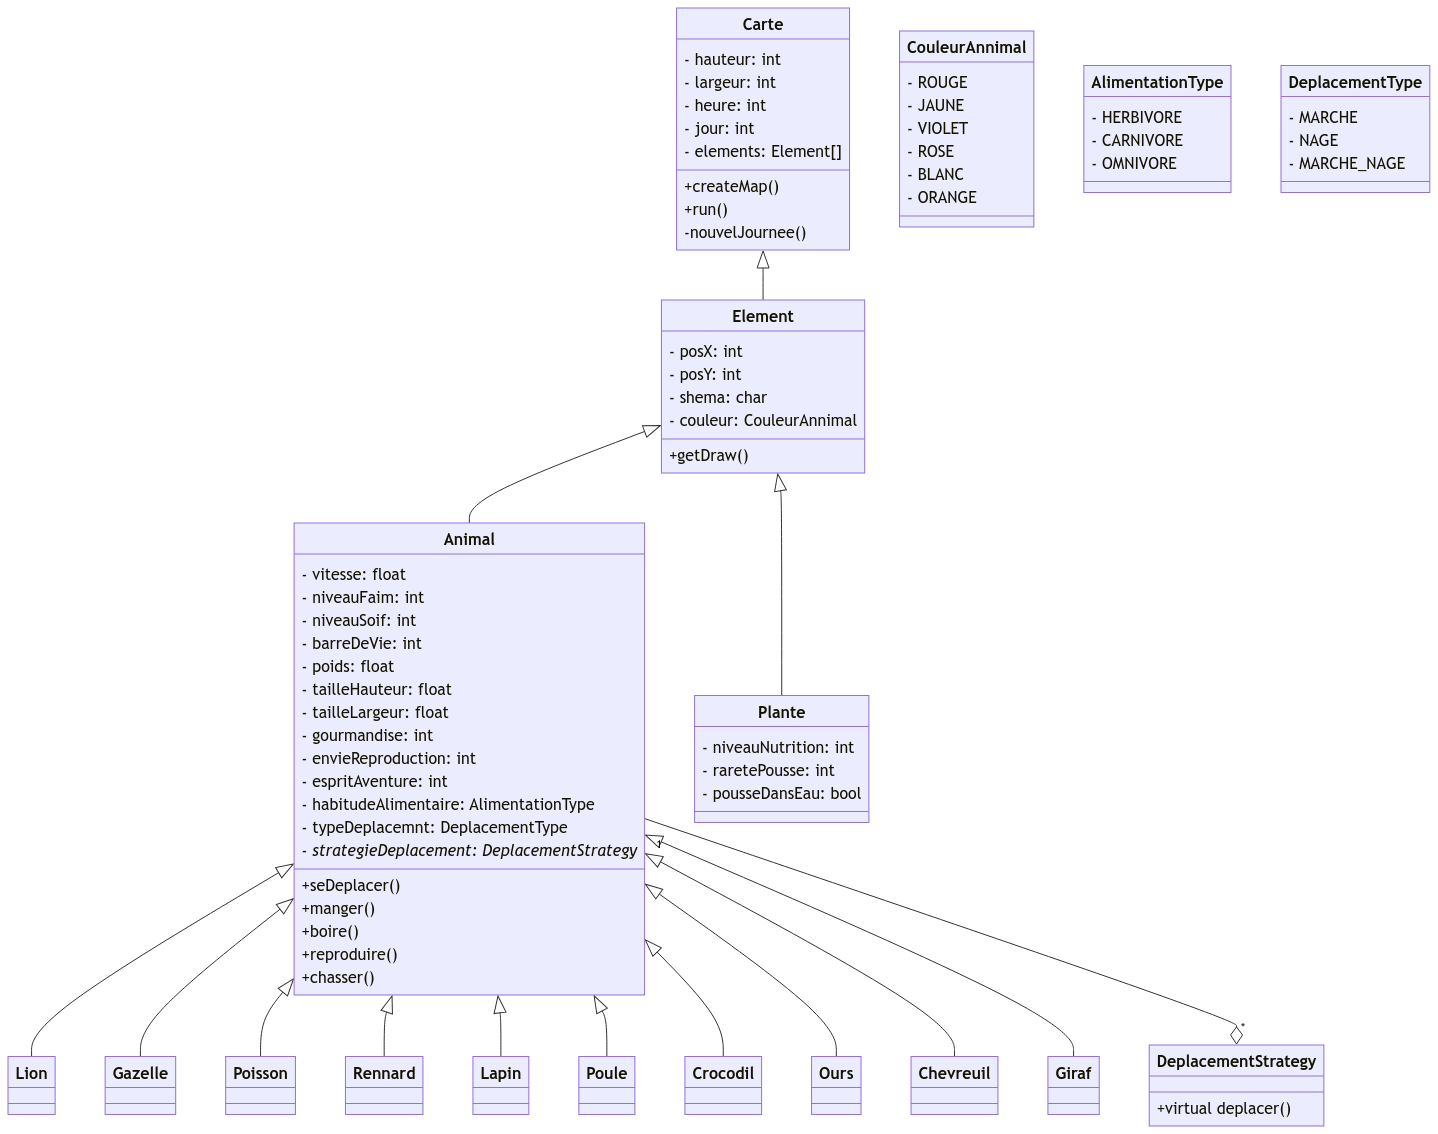 Carte
- hauteur: int
- largeur: int
- heure: int
- jour: int
- elements: Element[]
+createMap()
+run()
-nouvelJournee()
CouleurAnnimal
- ROUGE
- JAUNE
- VIOLET
- ROSE
- BLANC
- ORANGE
AlimentationType
- HERBIVORE
- CARNIVORE
- OMNIVORE
DeplacementType
- MARCHE
- NAGE
- MARCHE_NAGE
Element
- posX: int
- posY: int
- shema: char
- couleur: CouleurAnnimal
+getDraw()
Animal
- vitesse: float
- niveauFaim: int
- niveauSoif: int
- barreDeVie: int
- poids: float
- tailleHauteur: float
- tailleLargeur: float
- gourmandise: int
- envieReproduction: int
- espritAventure: int
- habitudeAlimentaire: AlimentationType
- typeDeplacemnt: DeplacementType
- strategieDeplacement: DeplacementStrategy
+seDeplacer()
+manger()
+boire()
+reproduire()
+chasser()
Plante
- niveauNutrition: int
- raretePousse: int
- pousseDansEau: bool
1
*
Lion
Gazelle
Poisson
Rennard
Lapin
Poule
Crocodil
Ours
Chevreuil
Giraf
DeplacementStrategy
+virtual deplacer()